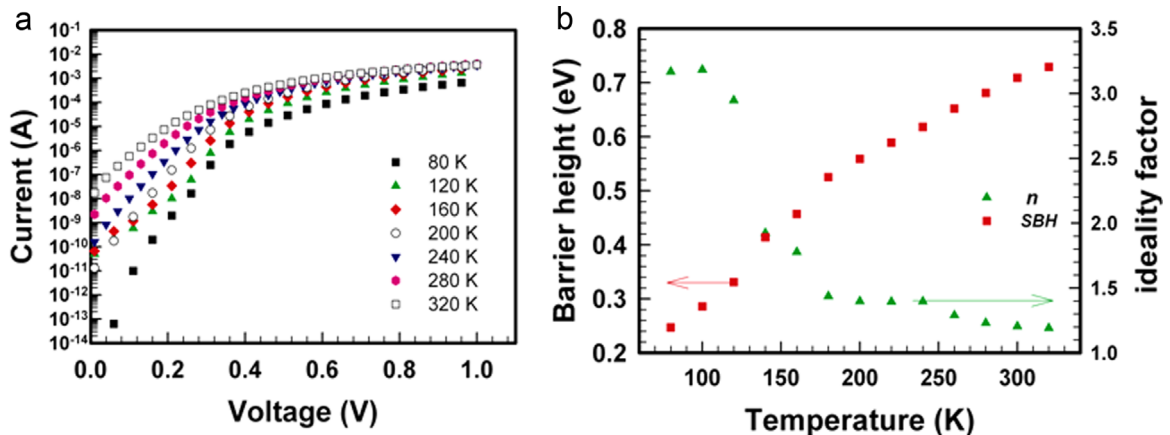 a
10⁻¹
10⁻²
10⁻³
10⁻⁴
10⁻⁵
10⁻⁶
10⁻⁷
10⁻⁸
10⁻⁹
10⁻¹⁰
10⁻¹¹
10⁻¹²
10⁻¹³
10⁻¹⁴
Current (A)
80 K
120 K
160 K
200 K
240 K
280 K
320 K
0.0 0.2 0.4 0.6 0.8 1.0
Voltage (V)
b
0.8
0.7
0.6
0.5
0.4
0.3
0.2
Barrier height (eV)
n
SBH
3.5
3.0
2.5
2.0
1.5
1.0
ideality factor
100 150 200 250 300
Temperature (K)